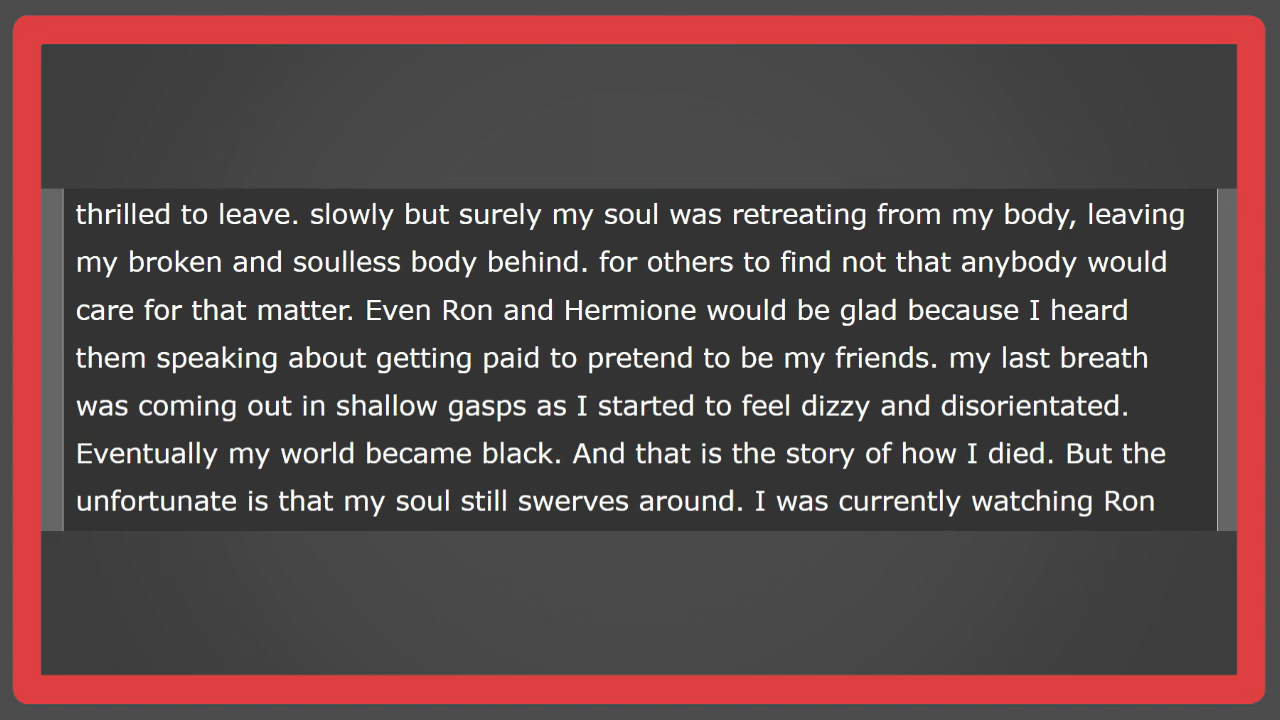 thrilled to leave. slowly but surely my soul was retreating from my body, leaving
my broken and soulless body behind. for others to find not that anybody would
care for that matter. Even Ron and Hermione would be glad because I heard
them speaking about getting paid to pretend to be my friends. my last breath
was coming out in shallow gasps as I started to feel dizzy and disorientated.
Eventually my world became black. And that is the story of how I died. But the
unfortunate is that my soul still swerves around. I was currently watching Ron